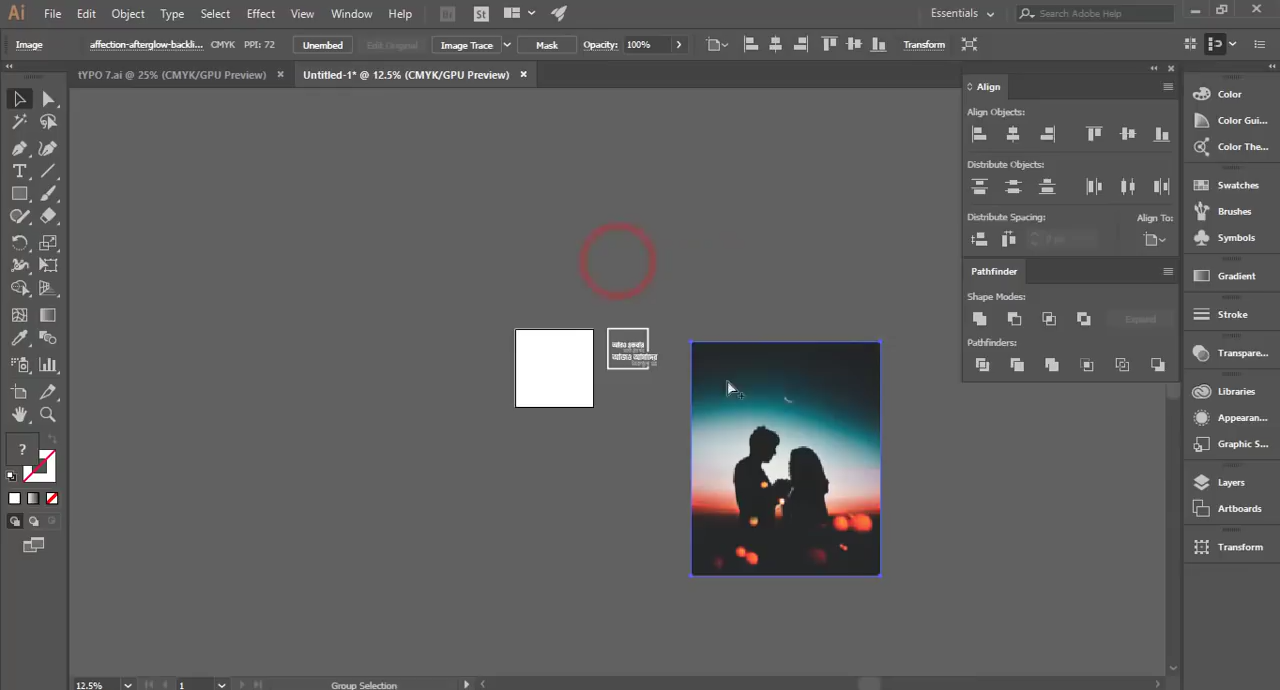 Ai File Edit Object Type Select Effect View Window Help Br St Essentials Search Adobe Help
Image affection-afterglow-backli... CMYK PPI: 72 Unembed Edit Original Image Trace Mask Opacity: 100% Transform
tYPO 7.ai @ 25% (CMYK/GPU Preview) × Untitled-1* @ 12.5% (CMYK/GPU Preview) ×
Align
Align Objects:
Distribute Objects:
Distribute Spacing: Align To:
Pathfinder
Shape Modes:
Expand
Pathfinders:
Color
Color Gui...
Color The...
Swatches
Brushes
Symbols
Gradient
Stroke
Transpare...
Libraries
Appearan...
Graphic S...
Layers
Artboards
Transform
?
12.5% 1 Group Selection